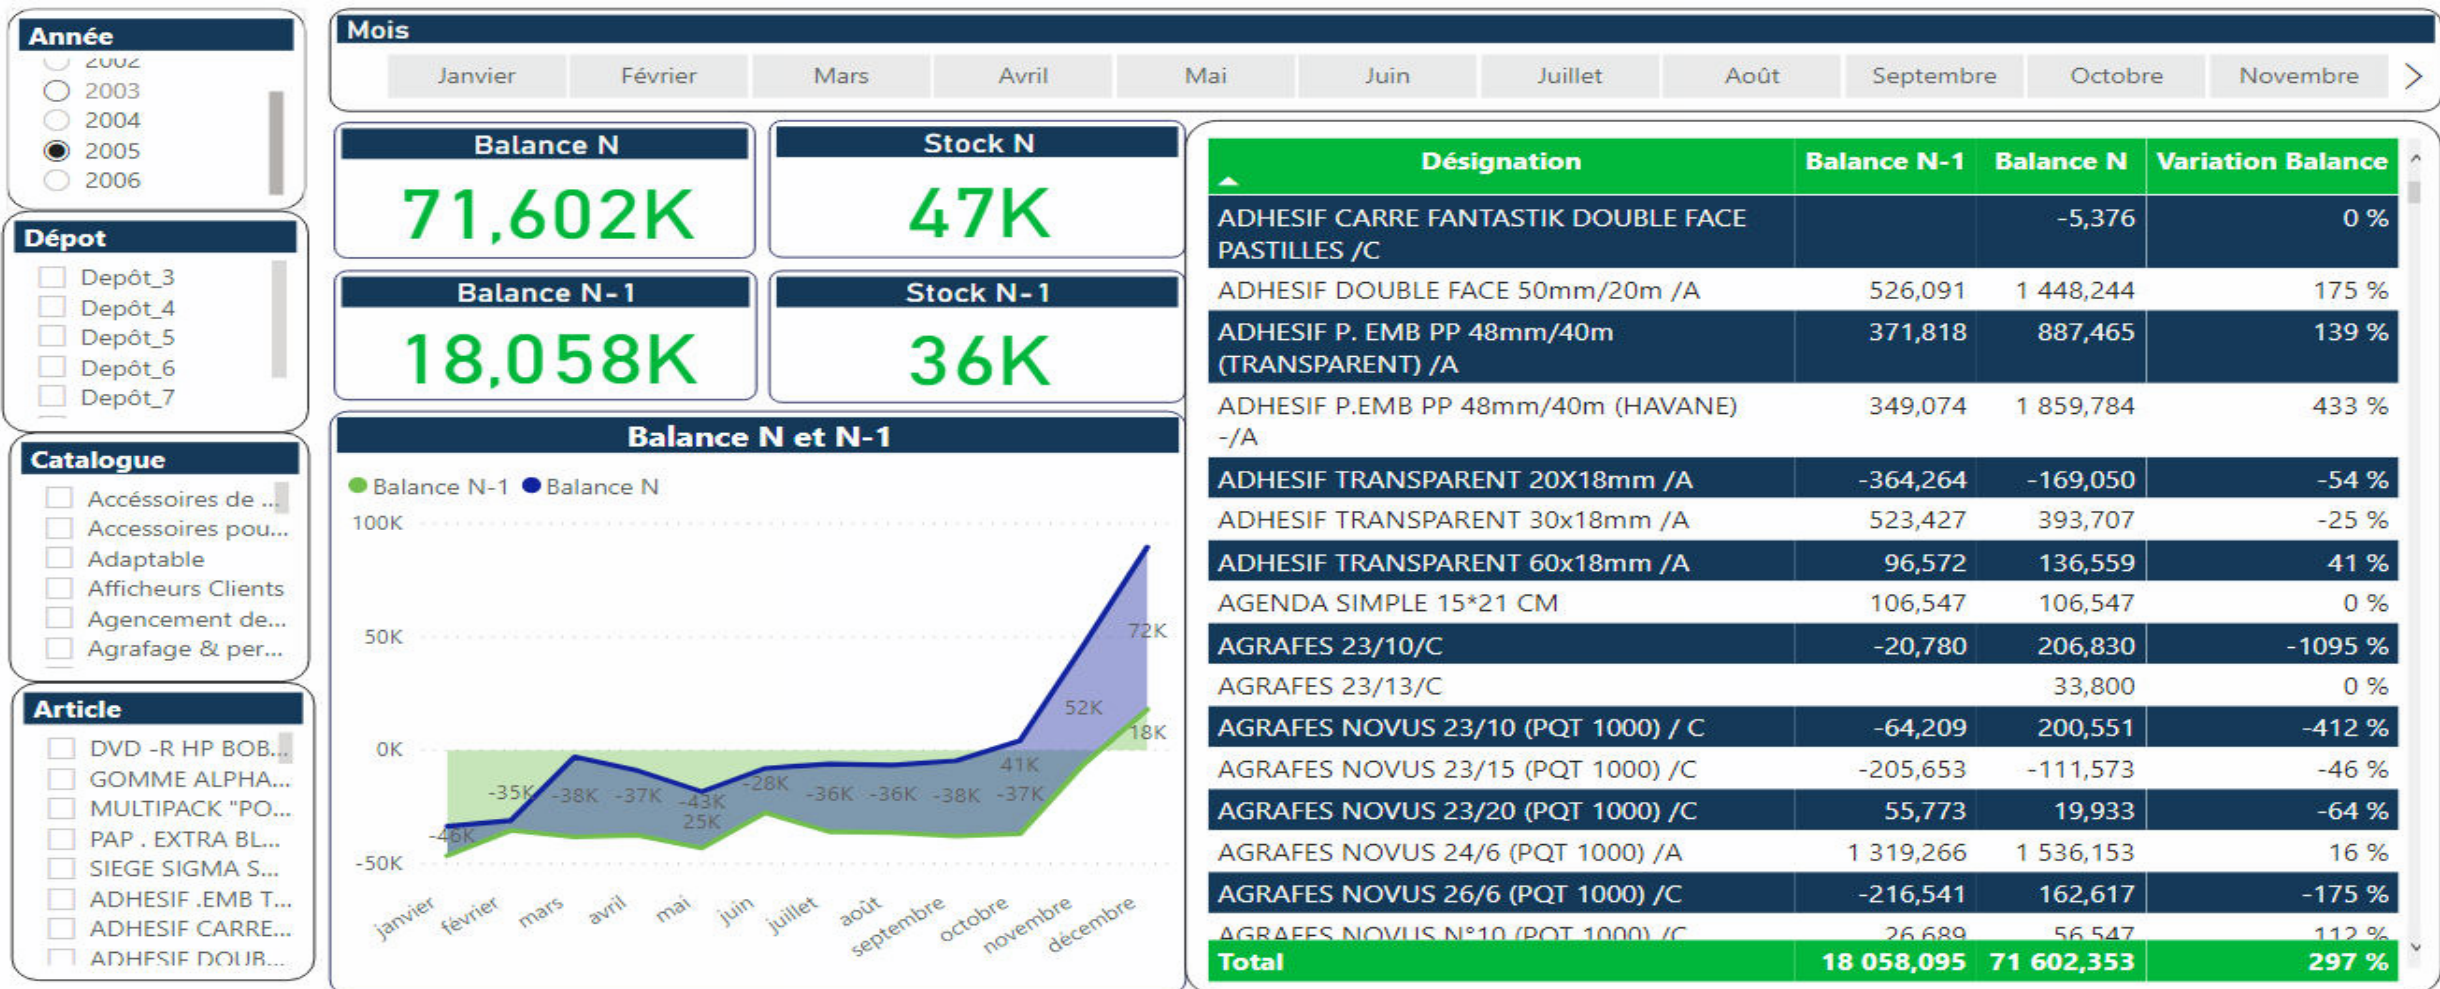 Année
2002
2003
2004
2005
2006
Mois
Janvier Février Mars Avril Mai Juin Juillet Août Septembre Octobre Novembre
Dépot
Depôt_3
Depôt_4
Depôt_5
Depôt_6
Depôt_7
Catalogue
Accéssoires de ...
Accessoires pou...
Adaptable
Afficheurs Clients
Agencement de...
Agrafage & per...
Article
DVD -R HP BOB...
GOMME ALPHA...
MULTIPACK "PO...
PAP . EXTRA BL...
SIEGE SIGMA S...
ADHESIF .EMB T...
ADHESIF CARRE...
ADHESIF DOUB...
Balance N
71,602K
Stock N
47K
Balance N-1
18,058K
Stock N-1
36K
Balance N et N-1
Balance N-1 Balance N
100K
50K
0K
-50K
-46K
-35K
-38K
-37K
-43K
25K
-28K
-36K
-36K
-38K
41K
-37K
52K
72K
18K
janvier février mars avril mai juin juillet août septembre octobre novembre décembre
Désignation Balance N-1 Balance N Variation Balance
ADHESIF CARRE FANTASTIK DOUBLE FACE -5,376 0 %
PASTILLES /C
ADHESIF DOUBLE FACE 50mm/20m /A 526,091 1 448,244 175 %
ADHESIF P. EMB PP 48mm/40m 371,818 887,465 139 %
(TRANSPARENT) /A
ADHESIF P.EMB PP 48mm/40m (HAVANE) 349,074 1 859,784 433 %
-/A
ADHESIF TRANSPARENT 20X18mm /A -364,264 -169,050 -54 %
ADHESIF TRANSPARENT 30x18mm /A 523,427 393,707 -25 %
ADHESIF TRANSPARENT 60x18mm /A 96,572 136,559 41 %
AGENDA SIMPLE 15*21 CM 106,547 106,547 0 %
AGRAFES 23/10/C -20,780 206,830 -1095 %
AGRAFES 23/13/C 33,800 0 %
AGRAFES NOVUS 23/10 (PQT 1000) / C -64,209 200,551 -412 %
AGRAFES NOVUS 23/15 (PQT 1000) /C -205,653 -111,573 -46 %
AGRAFES NOVUS 23/20 (PQT 1000) /C 55,773 19,933 -64 %
AGRAFES NOVUS 24/6 (PQT 1000) /A 1 319,266 1 536,153 16 %
AGRAFES NOVUS 26/6 (PQT 1000) /C -216,541 162,617 -175 %
AGRAFES NOVUS N°10 (PQT 1000) /C 26,689 56,547 112 %
Total 18 058,095 71 602,353 297 %